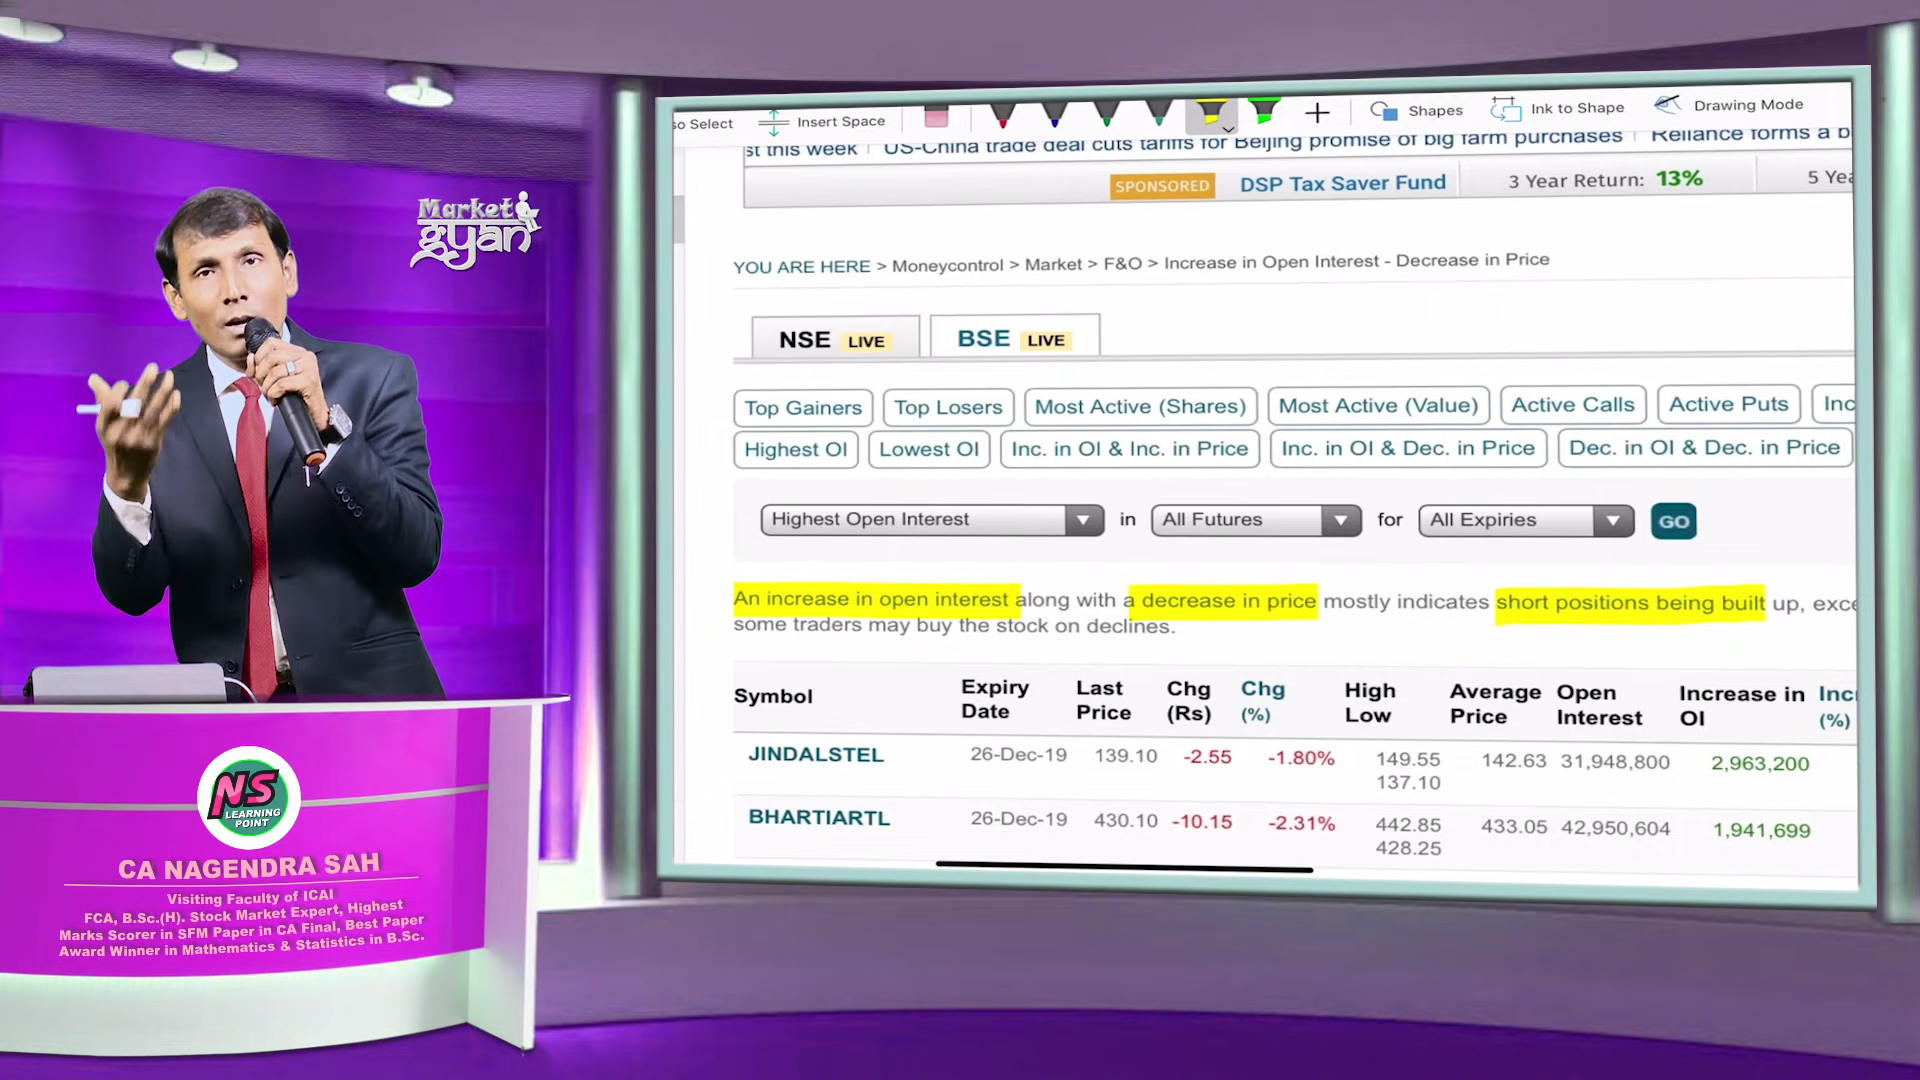 Market
gyan
so Select
Insert Space
Shapes
Ink to Shape
Drawing Mode
st this week
US-China trade deal cuts tariffs for Beijing promise of big farm purchases
Reliance forms a b
SPONSORED
DSP Tax Saver Fund
3 Year Return: 13%
5 Yea
YOU ARE HERE > Moneycontrol > Market > F&O > Increase in Open Interest - Decrease in Price
NSE LIVE
BSE LIVE
Top Gainers
Top Losers
Most Active (Shares)
Most Active (Value)
Active Calls
Active Puts
Inc
Highest OI
Lowest OI
Inc. in OI & Inc. in Price
Inc. in OI & Dec. in Price
Dec. in OI & Dec. in Price
Highest Open Interest in All Futures for All Expiries GO
An increase in open interest along with a decrease in price mostly indicates short positions being built up, exce
some traders may buy the stock on declines.
Symbol
Expiry Date
Last Price
Chg (Rs)
Chg (%)
High Low
Average Price
Open Interest
Increase in OI
Incr (%)
JINDALSTEL 26-Dec-19 139.10 -2.55 -1.80% 149.55 142.63 31,948,800 2,963,200
137.10
BHARTIARTL 26-Dec-19 430.10 -10.15 -2.31% 442.85 433.05 42,950,604 1,941,699
428.25
NS
LEARNING
POINT
CA NAGENDRA SAH
Visiting Faculty of ICAI
FCA, B.Sc.(H). Stock Market Expert, Highest
Marks Scorer in SFM Paper in CA Final, Best Paper
Award Winner in Mathematics & Statistics in B.Sc.